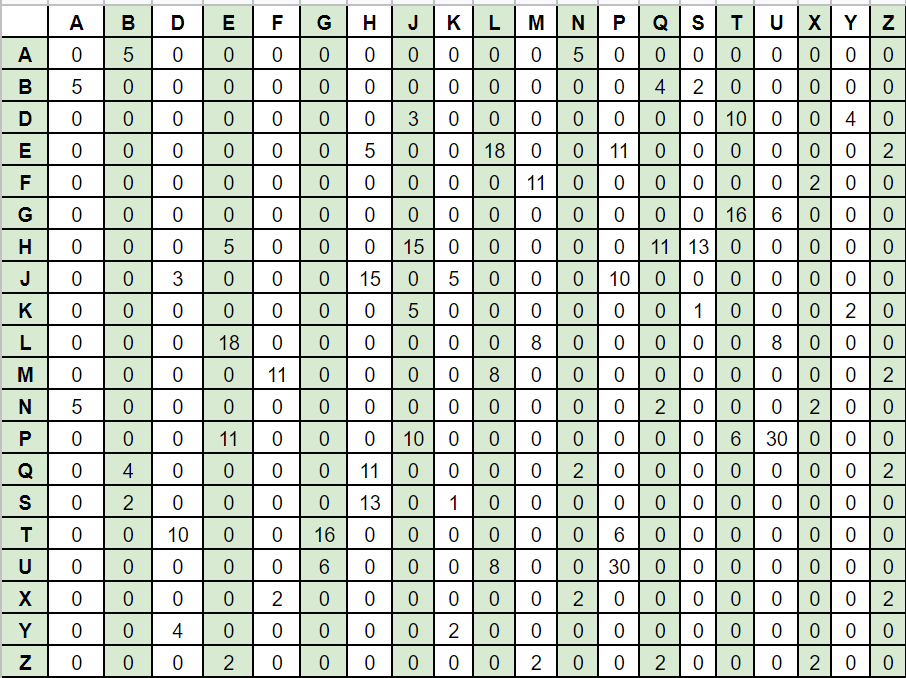 A B D E F G H J K L M N P Q S T U X Y Z
A 0 5 0 0 0 0 0 0 0 0 0 5 0 0 0 0 0 0 0 0
B 5 0 0 0 0 0 0 0 0 0 0 0 0 4 2 0 0 0 0 0
D 0 0 0 0 0 0 0 3 0 0 0 0 0 0 0 10 0 0 4 0
E 0 0 0 0 0 0 5 0 0 18 0 0 11 0 0 0 0 0 0 2
F 0 0 0 0 0 0 0 0 0 0 11 0 0 0 0 0 0 2 0 0
G 0 0 0 0 0 0 0 0 0 0 0 0 0 0 0 16 6 0 0 0
H 0 0 0 5 0 0 0 15 0 0 0 0 0 11 13 0 0 0 0 0
J 0 0 3 0 0 0 15 0 5 0 0 0 10 0 0 0 0 0 0 0
K 0 0 0 0 0 0 0 5 0 0 0 0 0 0 1 0 0 0 2 0
L 0 0 0 18 0 0 0 0 0 0 8 0 0 0 0 0 8 0 0 0
M 0 0 0 0 11 0 0 0 0 8 0 0 0 0 0 0 0 0 0 2
N 5 0 0 0 0 0 0 0 0 0 0 0 0 2 0 0 0 2 0 0
P 0 0 0 11 0 0 0 10 0 0 0 0 0 0 0 6 30 0 0 0
Q 0 4 0 0 0 0 11 0 0 0 0 2 0 0 0 0 0 0 0 2
S 0 2 0 0 0 0 13 0 1 0 0 0 0 0 0 0 0 0 0 0
T 0 0 10 0 0 16 0 0 0 0 0 0 6 0 0 0 0 0 0 0
U 0 0 0 0 0 6 0 0 0 8 0 0 30 0 0 0 0 0 0 0
X 0 0 0 0 2 0 0 0 0 0 0 2 0 0 0 0 0 0 0 2
Y 0 0 4 0 0 0 0 0 2 0 0 0 0 0 0 0 0 0 0 0
Z 0 0 0 2 0 0 0 0 0 0 2 0 0 2 0 0 0 2 0 0